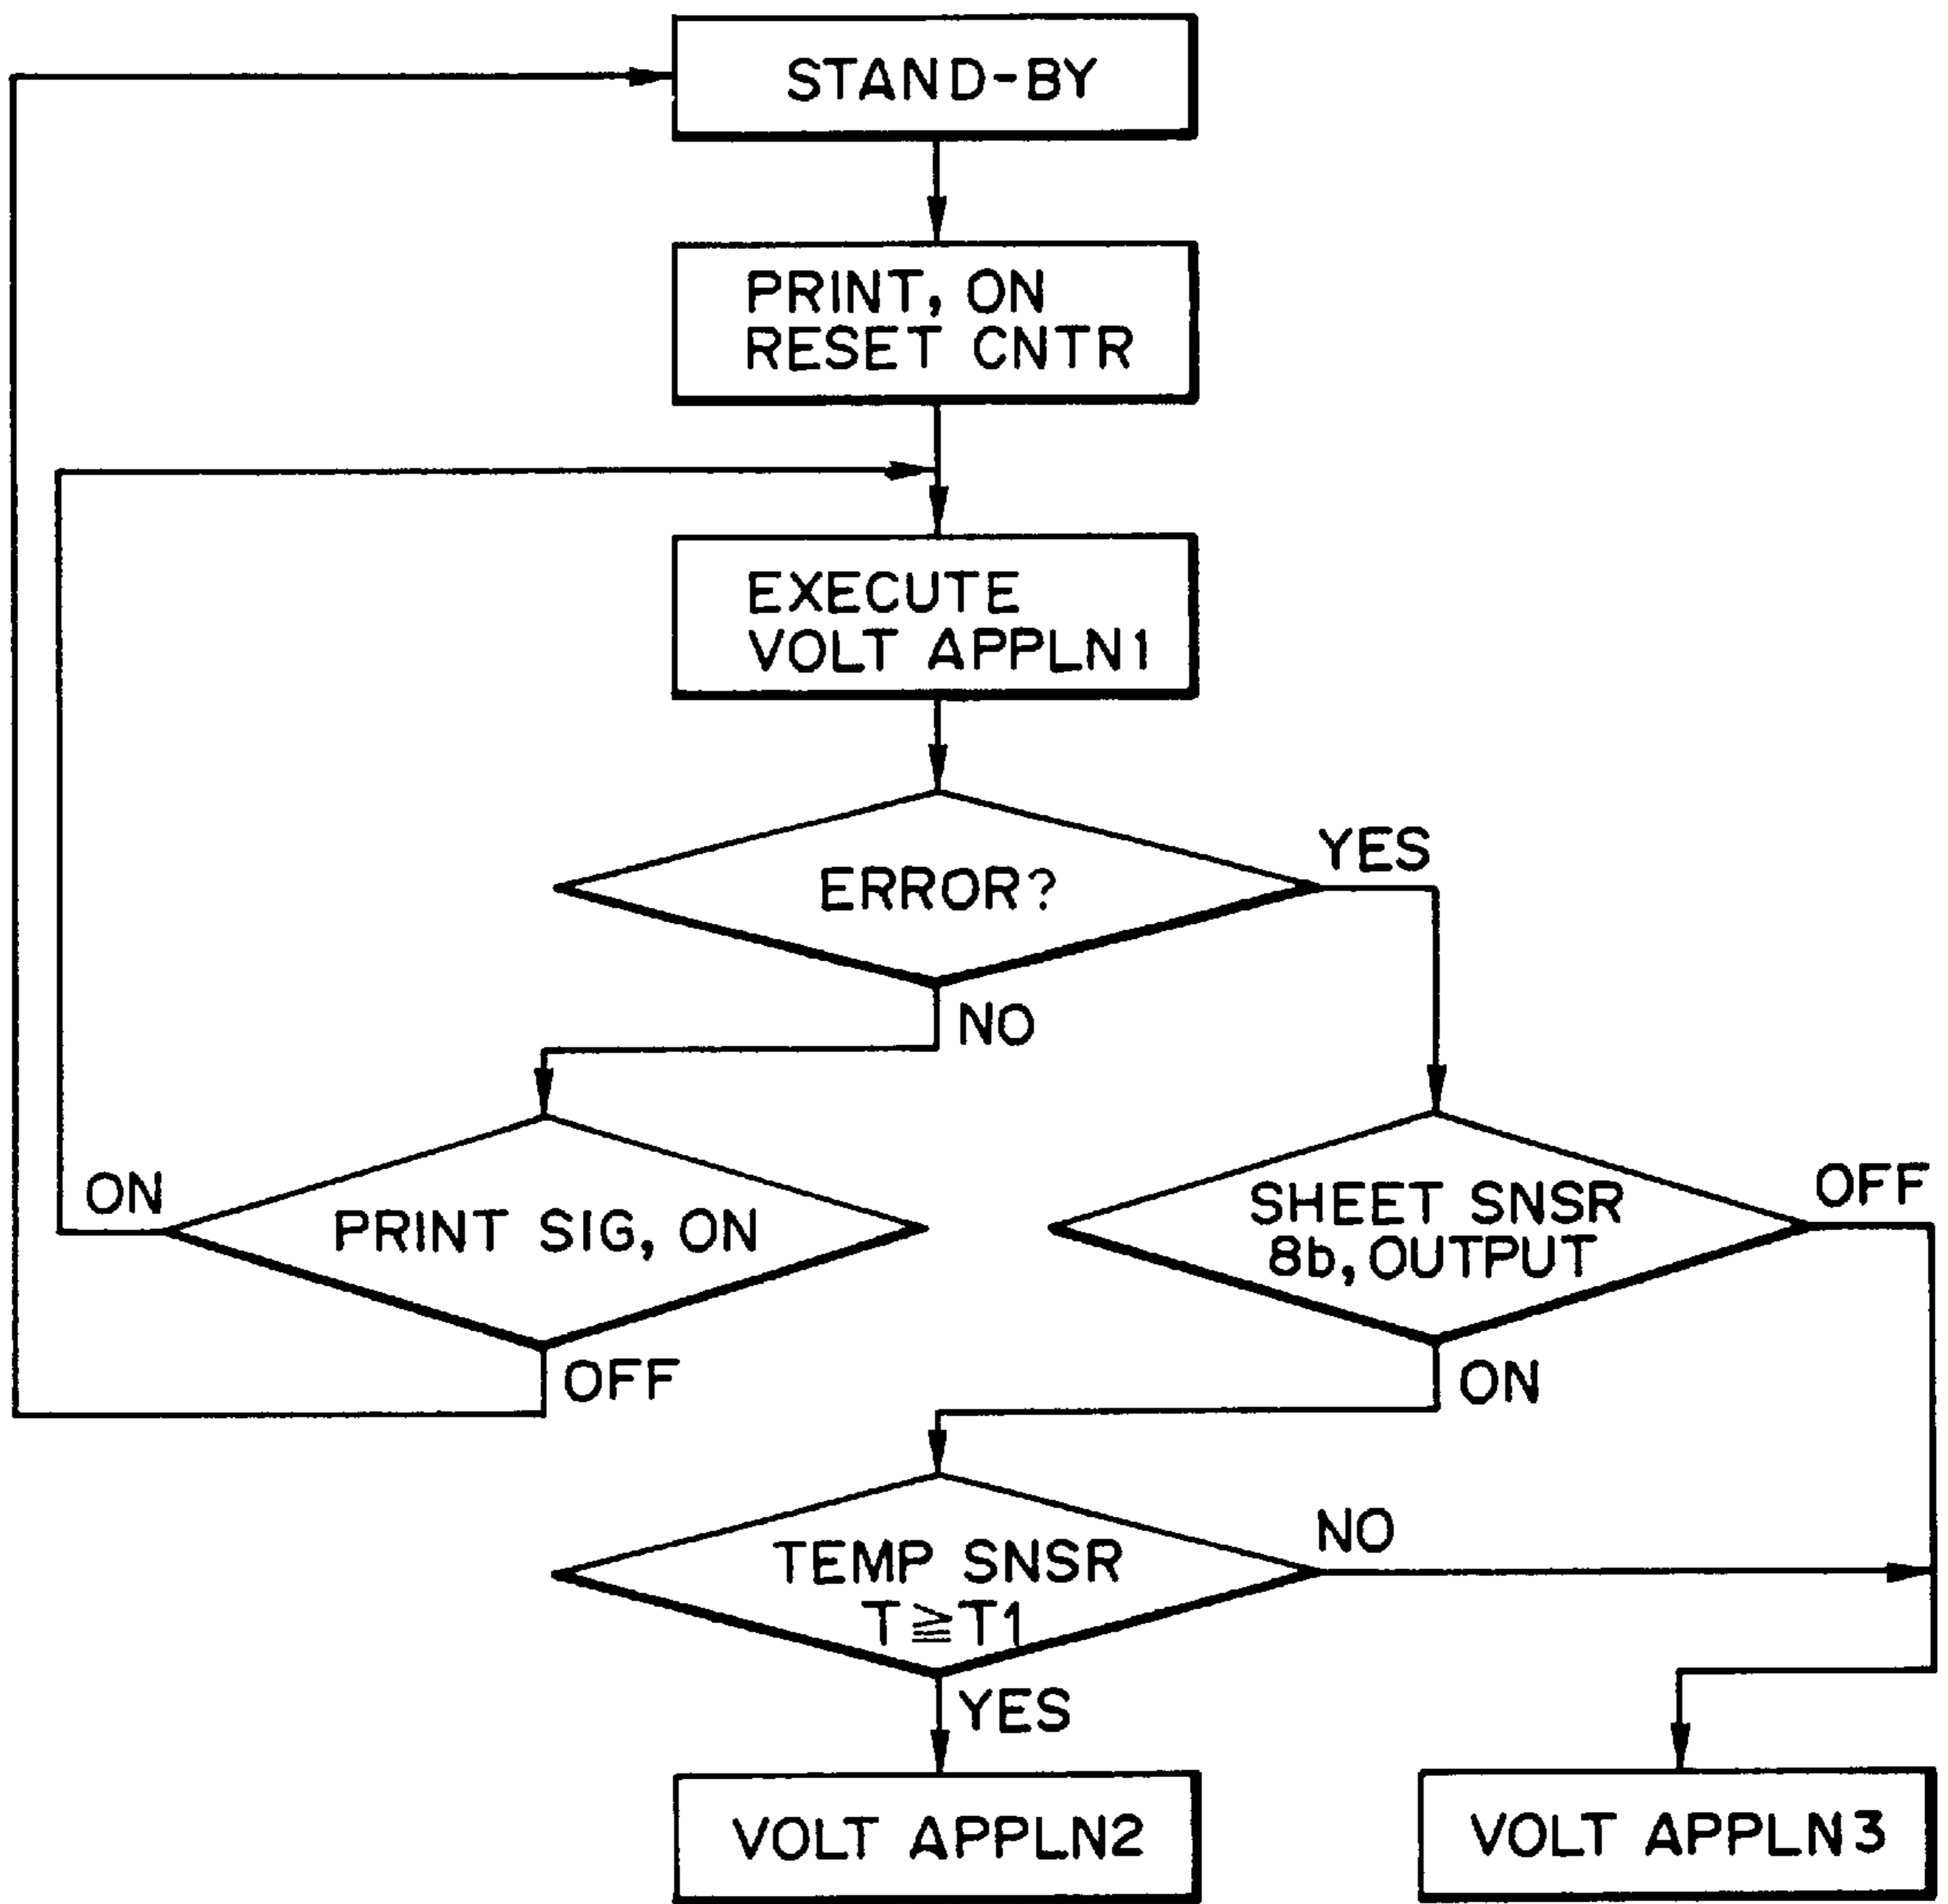 STAND-BY
PRINT, ON
RESET CNTR
EXECUTE
VOLT APPLN1
ERROR?
YES
NO
PRINT SIG, ON
ON
OFF
SHEET SNSR
8b, OUTPUT
OFF
ON
TEMP SNSR
T≧T1
NO
YES
VOLT APPLN2
VOLT APPLN3